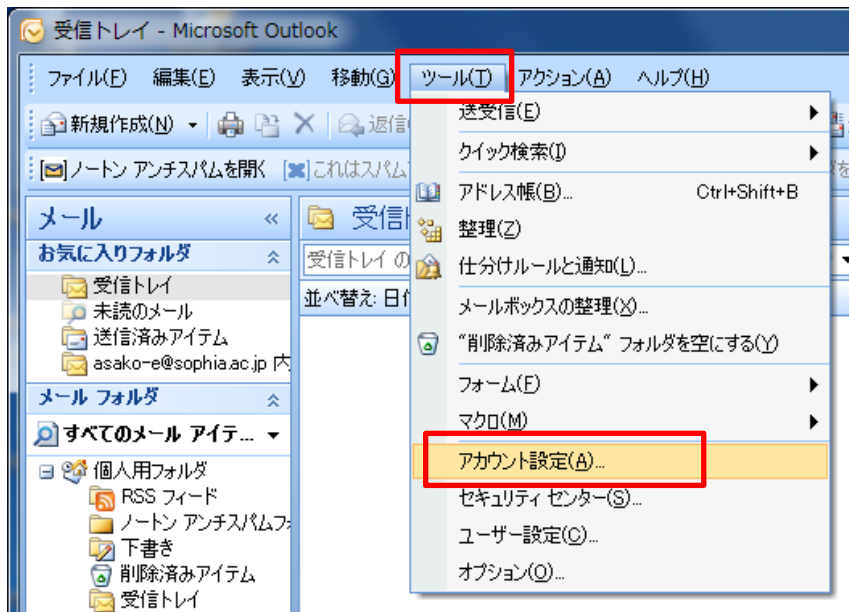 受信トレイ - Microsoft Outlook
ファイル(F) 編集(E) 表示(V) 移動(G) ツール(T) アクション(A) ヘルプ(H)
新規作成(N) 返信
ノートン アンチスパムを開く これはスパム
メール «
お気に入りフォルダ
受信トレイ
未読のメール
送信済みアイテム
asako-e@sophia.ac.jp 内
メール フォルダ
すべてのメール アイテ...
個人用フォルダ
RSS フィード
ノートン アンチスパムフ
下書き
削除済みアイテム
受信トレイ
受信
受信トレイ の
並べ替え: 日付
送受信(E)
クイック検索(I)
アドレス帳(B)... Ctrl+Shift+B
整理(Z)
仕分けルールと通知(L)...
メールボックスの整理(X)...
"削除済みアイテム" フォルダを空にする(Y)
フォーム(F)
マクロ(M)
アカウント設定(A)...
セキュリティ センター(S)...
ユーザー設定(C)...
オプション(O)...